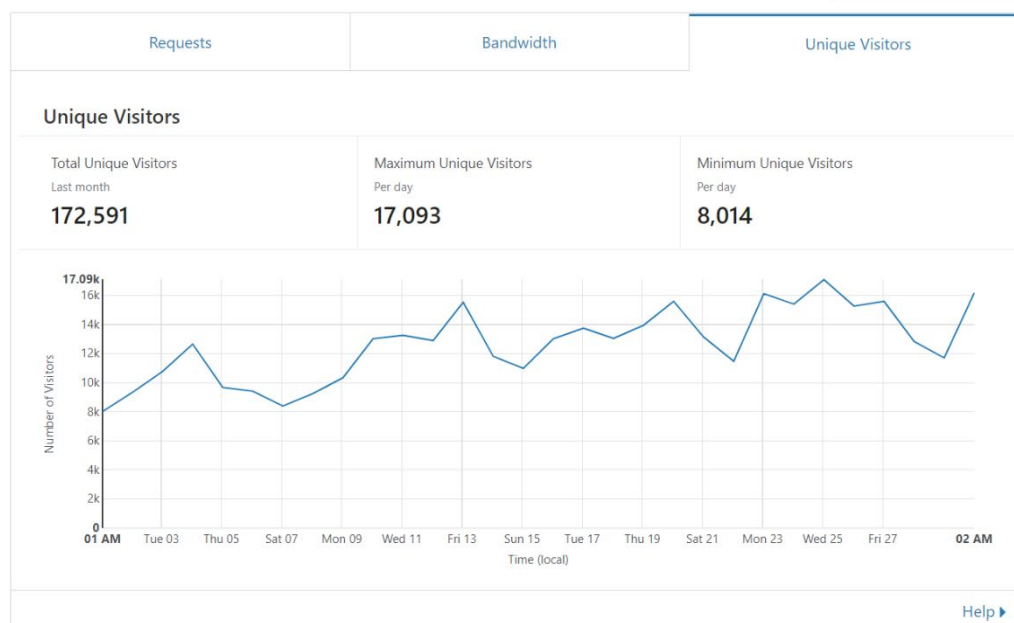 Requests Bandwidth Unique Visitors
Unique Visitors
Total Unique Visitors Maximum Unique Visitors Minimum Unique Visitors
Last month Per day Per day
172,591 17,093 8,014
17.09k
16k
14k
12k
10k
8k
6k
4k
2k
0
Number of Visitors
01 AM Tue 03 Thu 05 Sat 07 Mon 09 Wed 11 Fri 13 Sun 15 Tue 17 Thu 19 Sat 21 Mon 23 Wed 25 Fri 27 02 AM
Time (local)
Help